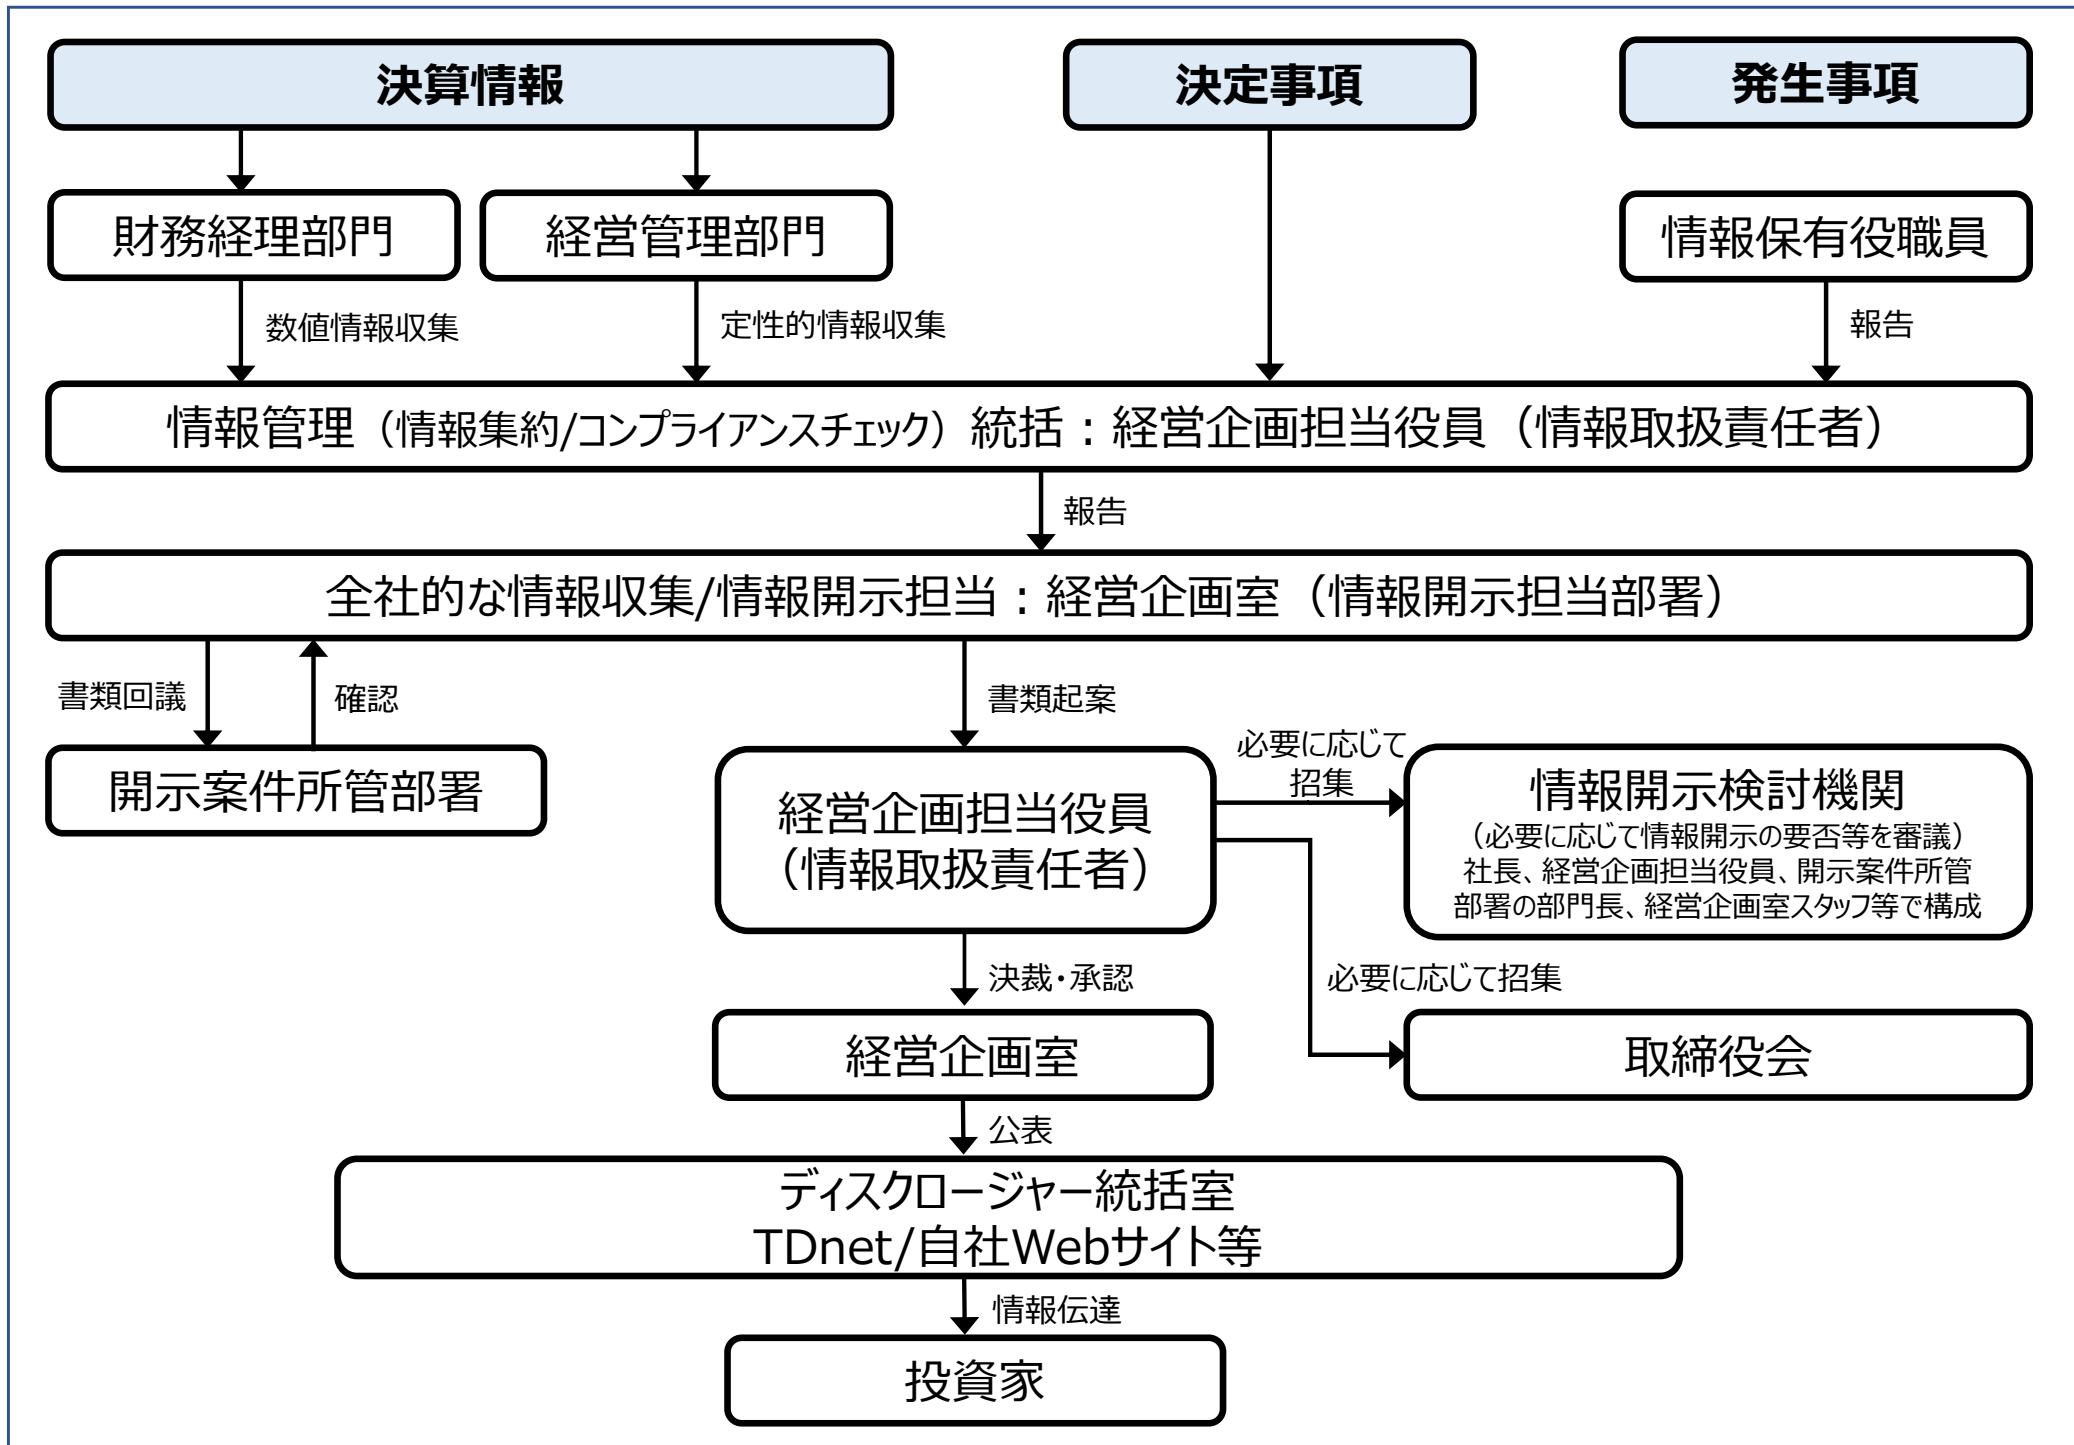 決算情報
決定事項
発生事項
財務経理部門
経営管理部門
情報保有役職員
数値情報収集
定性的情報収集
報告
情報管理（情報集約/コンプライアンスチェック）統括：経営企画担当役員（情報取扱責任者）
報告
全社的な情報収集/情報開示担当：経営企画室（情報開示担当部署）
書類回議
確認
書類起案
開示案件所管部署
経営企画担当役員
（情報取扱責任者）
必要に応じて
招集
情報開示検討機関
（必要に応じて情報開示の要否等を審議）
社長、経営企画担当役員、開示案件所管
部署の部門長、経営企画室スタッフ等で構成
決裁・承認
必要に応じて招集
経営企画室
取締役会
公表
ディスクロージャー統括室
TDnet/自社Webサイト等
情報伝達
投資家